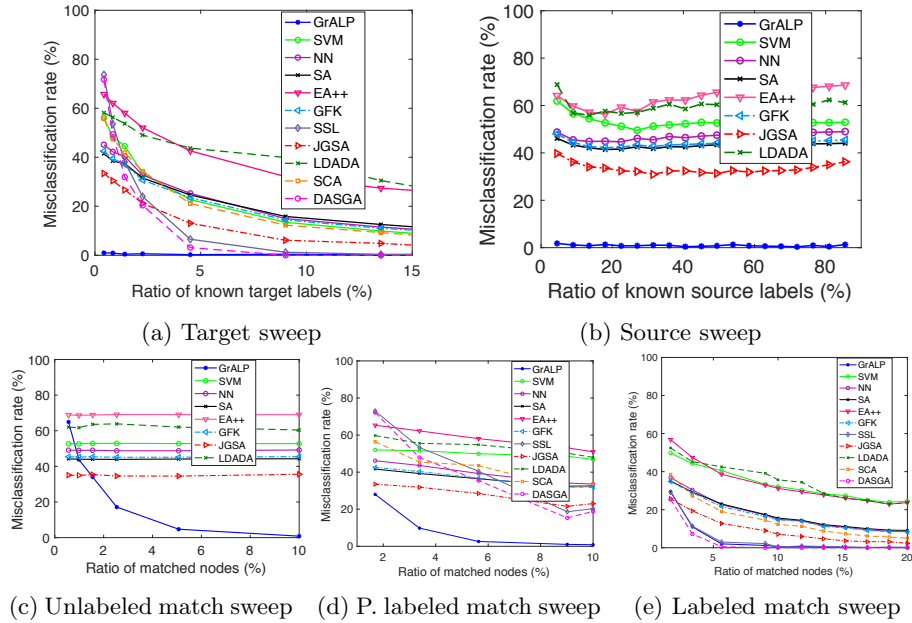 Misclassification rate (%)
100
80
60
40
20
0
0
5
10
15
Ratio of known target labels (%)
GrALP
SVM
NN
SA
EA++
GFK
SSL
JGSA
LDADA
SCA
DASGA
(a) Target sweep
Misclassification rate (%)
100
80
60
40
20
0
0
20
40
60
80
Ratio of known source labels (%)
GrALP
SVM
NN
SA
EA++
GFK
JGSA
LDADA
(b) Source sweep
Misclassification rate (%)
100
80
60
40
20
0
0
2
4
6
8
10
Ratio of matched nodes (%)
GrALP
SVM
NN
SA
EA++
GFK
JGSA
LDADA
(c) Unlabeled match sweep
Misclassification rate (%)
100
80
60
40
20
0
2
4
6
8
10
Ratio of matched nodes (%)
GrALP
SVM
NN
SA
EA++
GFK
SSL
JGSA
LDADA
SCA
DASGA
(d) P. labeled match sweep
Misclassification rate (%)
100
80
60
40
20
0
5
10
15
20
Ratio of matched nodes (%)
GrALP
SVM
NN
SA
EA++
GFK
SSL
JGSA
LDADA
SCA
DASGA
(e) Labeled match sweep